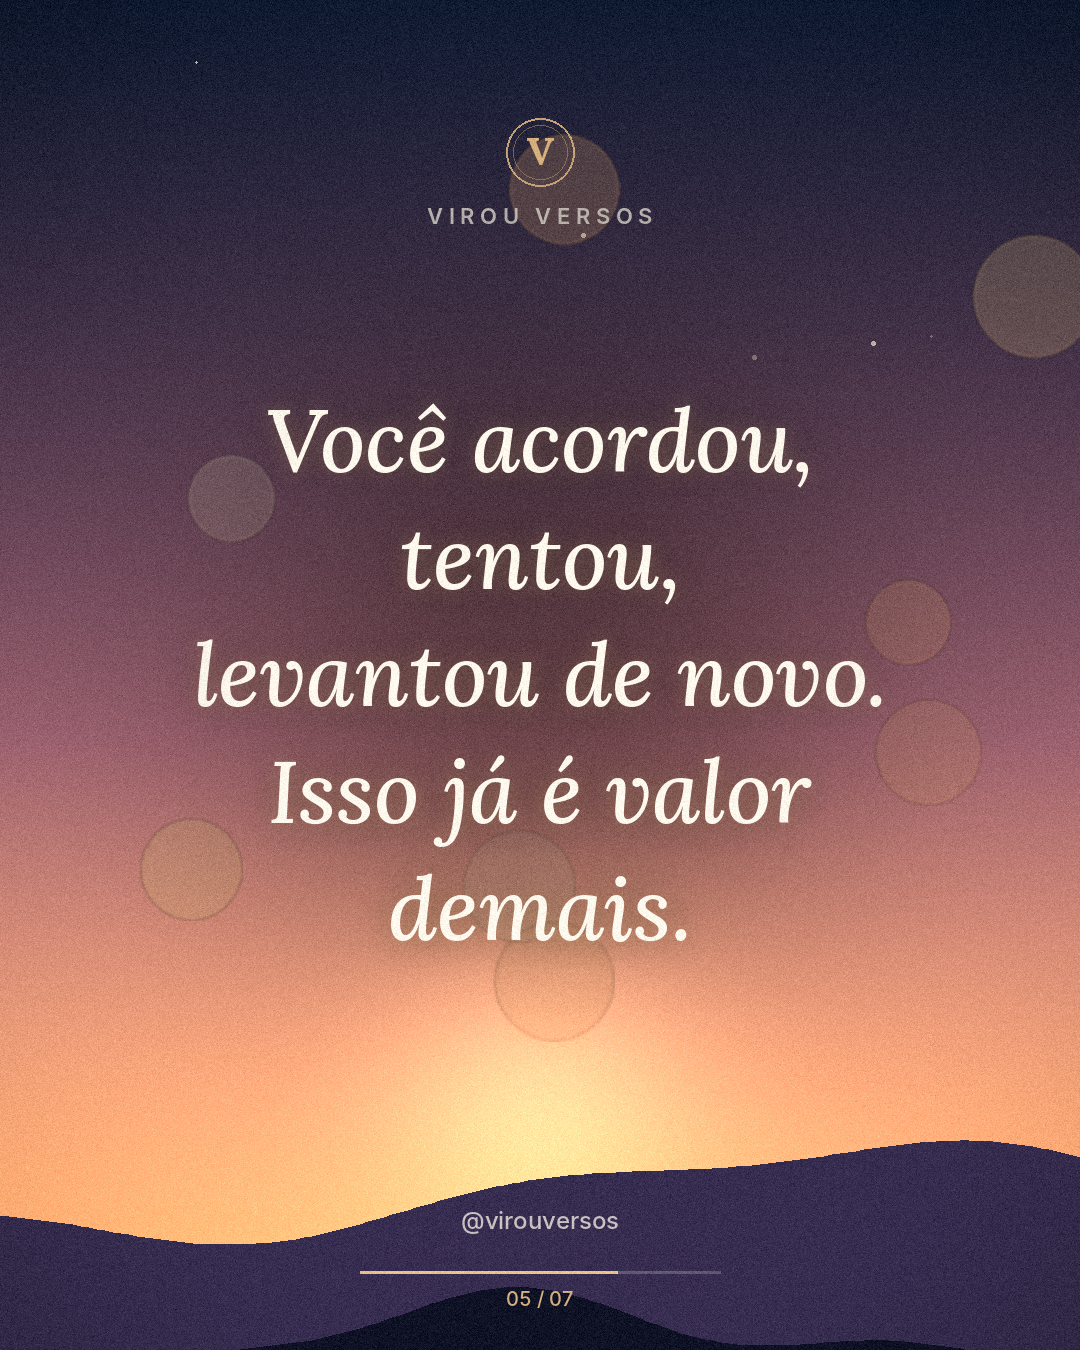 V
VIROU VERSOS
Você acordou,
tentou,
levantou de novo.
Isso já é valor
demais.
@virouversos
05 / 07